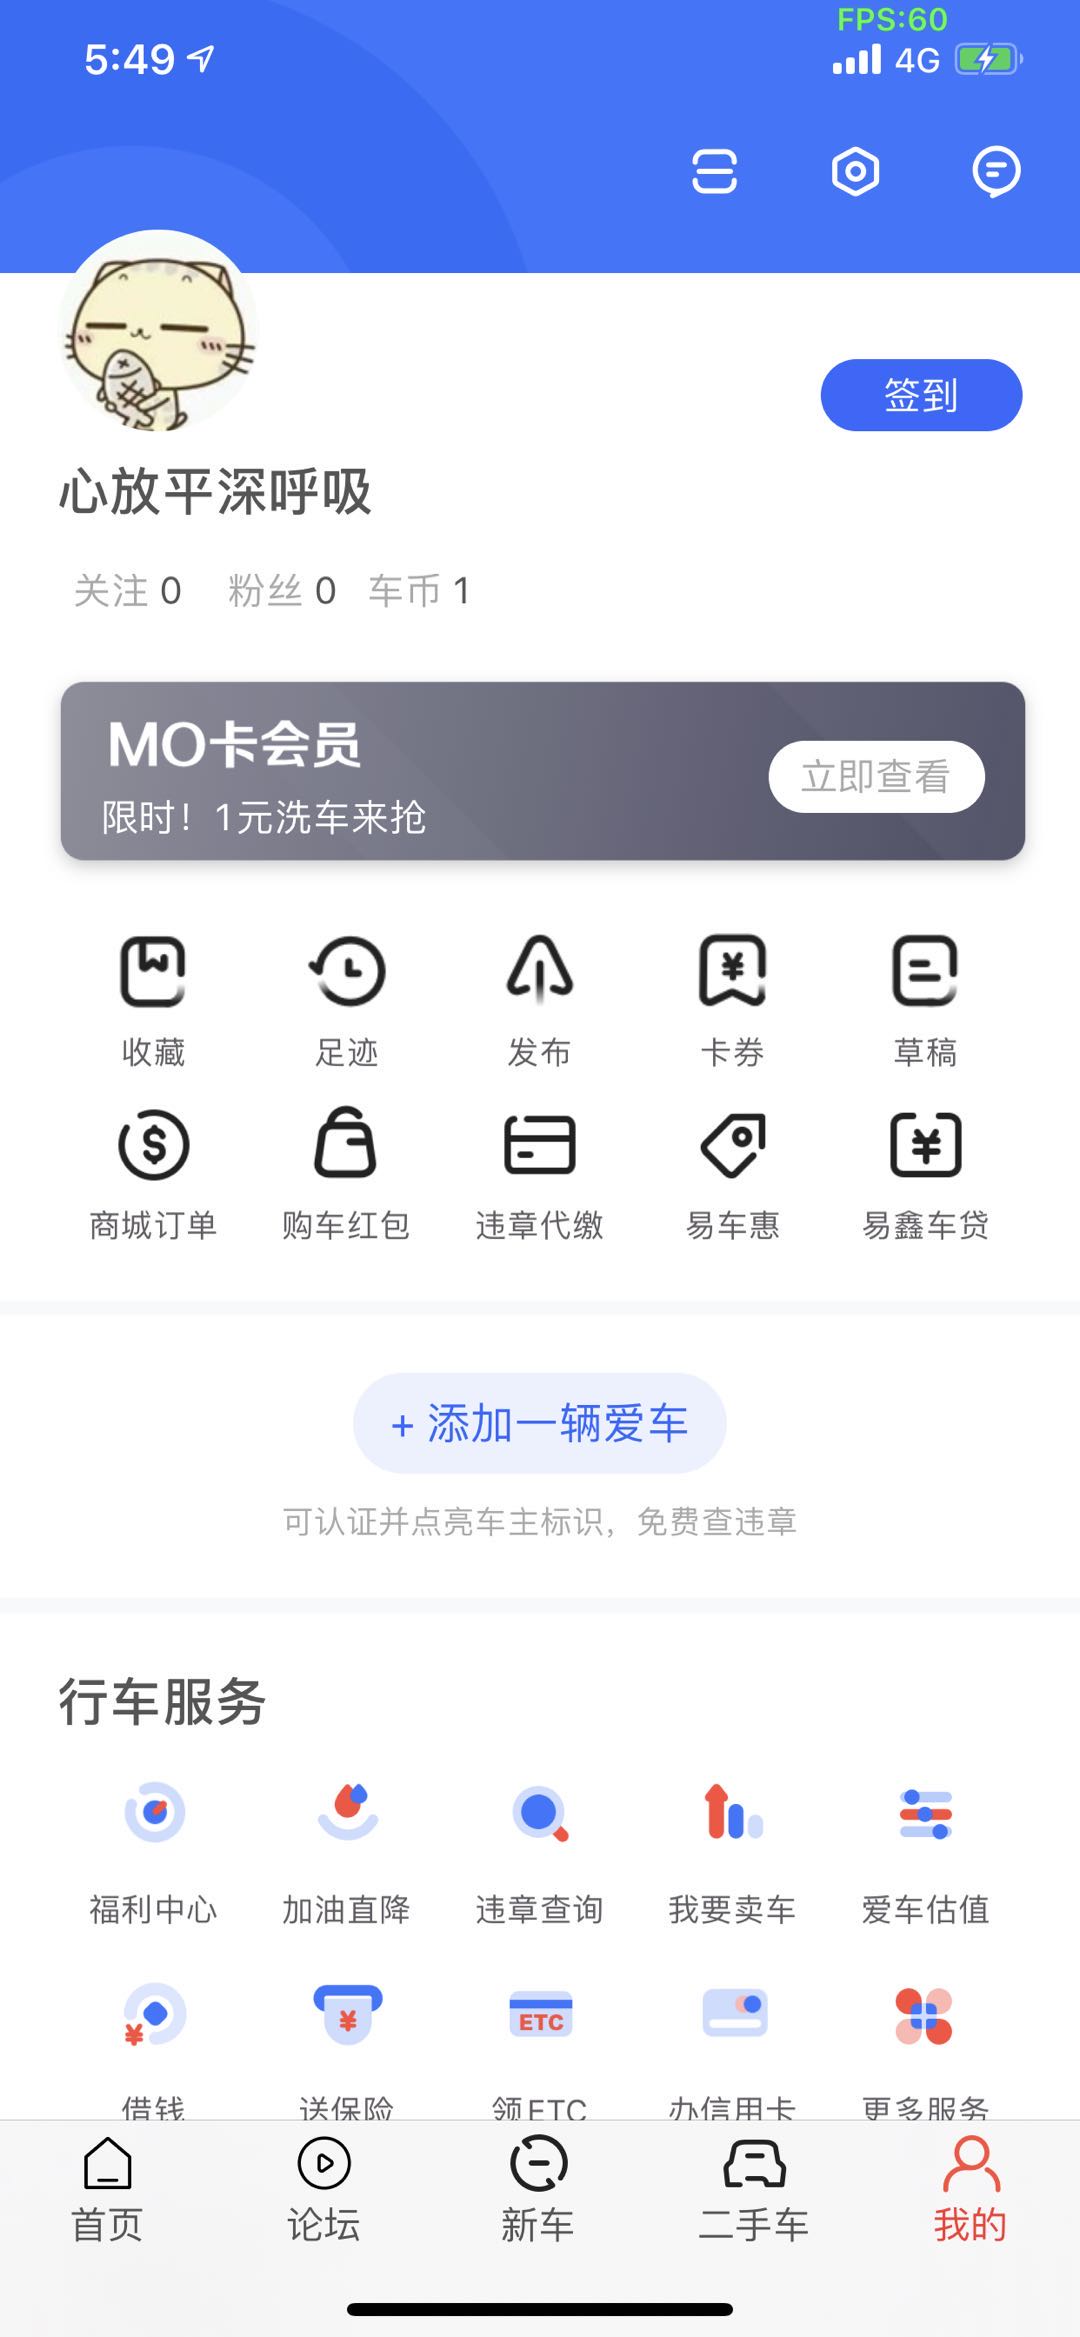 FPS:60
5:49
4G
签到
心放平深呼吸
关注 0 粉丝 0 车币 1
MO卡会员
立即查看
限时！1元洗车来抢
收藏 足迹 发布 卡券 草稿
商城订单 购车红包 违章代缴 易车惠 易鑫车贷
+ 添加一辆爱车
可认证并点亮车主标识，免费查违章
行车服务
福利中心 加油直降 违章查询 我要卖车 爱车估值
ETC
借钱 送保险 领ETC 办信用卡 更多服务
首页 论坛 新车 二手车 我的